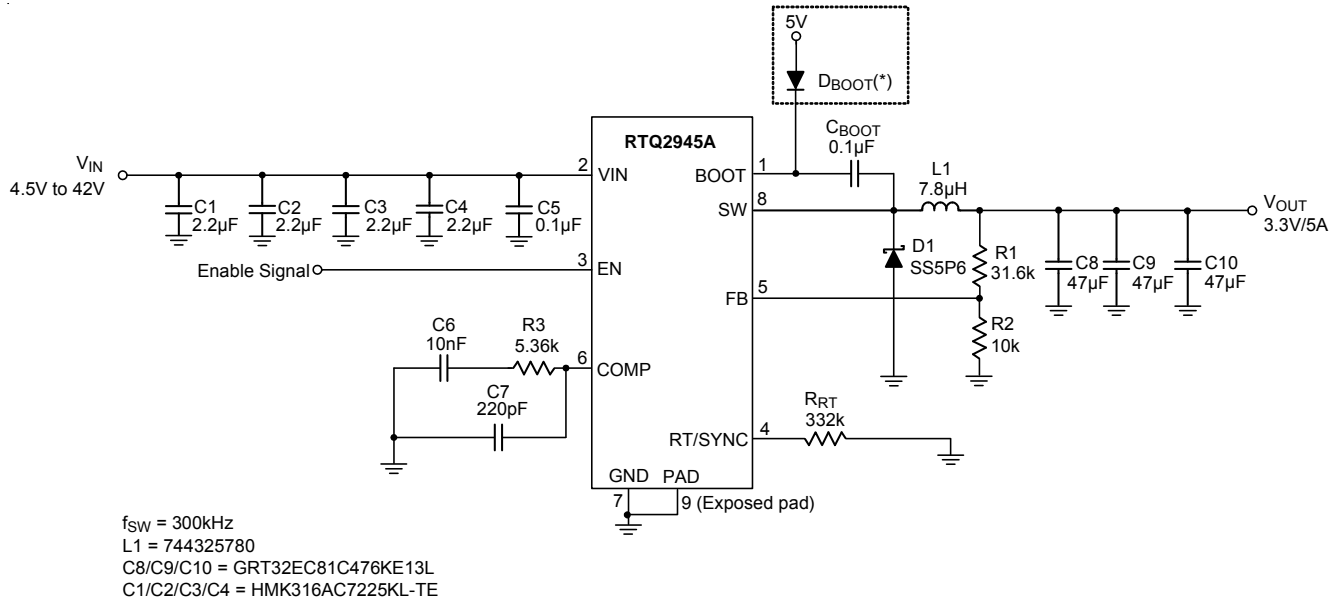 5V
DBOOT(*)
RTQ2945A
CBOOT
0.1µF
VIN
4.5V to 42V
2
VIN
BOOT
1
L1
7.8µH
SW
8
VOUT
3.3V/5A
C1
2.2µF
C2
2.2µF
C3
2.2µF
C4
2.2µF
C5
0.1µF
D1
SS5P6
R1
31.6k
C8
47µF
C9
47µF
C10
47µF
Enable Signal
3
EN
FB
5
R2
10k
C6
10nF
R3
5.36k
6
COMP
C7
220pF
RRT
332k
RT/SYNC
4
GND
PAD
7
9 (Exposed pad)
fSW = 300kHz
L1 = 744325780
C8/C9/C10 = GRT32EC81C476KE13L
C1/C2/C3/C4 = HMK316AC7225KL-TE